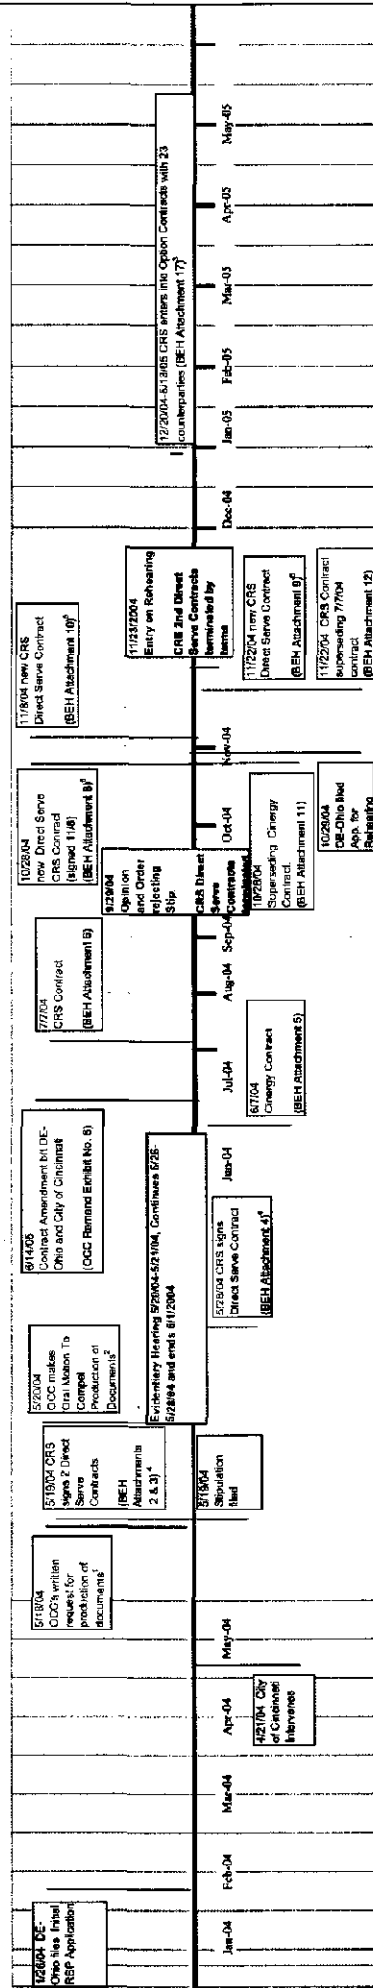 1/26/04 DE-
Ohio files Initial
RSP Application
5/18/04
OCC's written
request for
production of
documents¹
5/19/04 CRS
signs 2 Direct
Serve
Contracts
(BEH
Attachments
2 & 3)⁴
5/20/04
OCC makes
Oral Motion To
Compel
Production of
Documents²
6/14/05
Contract Amendment b/t DE-
Ohio and City of Cincinnati
(OCC Remand Exhibit No. 6)
7/7/04
CRS Contract
(BEH Attachment 6)
10/28/04
new Direct Serve
CRS Contract
(signed 11/8)
(BEH Attachment 8)⁵
11/8/04 new CRS
Direct Serve Contract
(BEH Attachment 10)⁶
Evidentiary Hearing 5/20/04-5/21/04, Continues 5/26-
5/28/04 and ends 6/1/2004
9/29/04
Opinion
and Order
rejecting
Stip.
CRS Direct
Serve
Contracts
terminated
11/23/2004
Entry on Rehearing
CRS 2nd Direct
Serve Contracts
terminated by
terms
12/20/04-5/13/05 CRS enters into Option Contracts with 23
counterparties (BEH Attachment 17)³
Jan-04
Feb-04
Mar-04
Apr-04
May-04
Jun-04
Jul-04
Aug-04
Sep-04
Oct-04
Nov-04
Dec-04
Jan-05
Feb-05
Mar-05
Apr-05
May-05
4/21/04 City
of Cincinnati
Intervenes
5/19/04
Stipulation
filed
5/28/04 CRS signs
Direct Serve Contract
(BEH Attachment 4)⁴
6/7/04
Cinergy Contract
(BEH Attachment 5)
10/28/04
Superseding Cinergy
Contract.
(BEH Attachment 11)
10/29/04
DE-Ohio filed
App. for
Rehearing
11/22/04 new CRS
Direct Serve Contract
(BEH Attachment 9)⁶
11/22/04 CRS Contract
superseding 7/7/04
contract
(BEH Attachment 12)